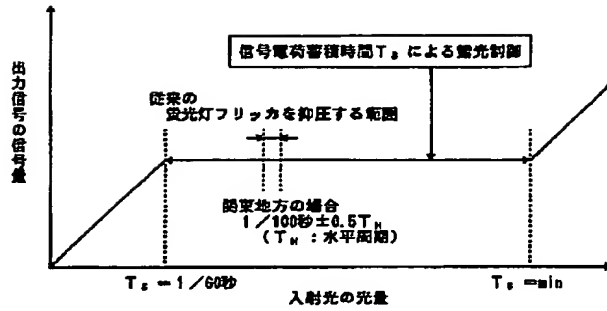 信号電荷蓄積時間Tsによる露光制御
従来の
蛍光灯フリッカを抑圧する範囲
出力信号の信号量
関東地方の場合
1/100秒±0.5TH
(TH:水平周期)
Ts=1/60秒
Ts=min
入射光の光量